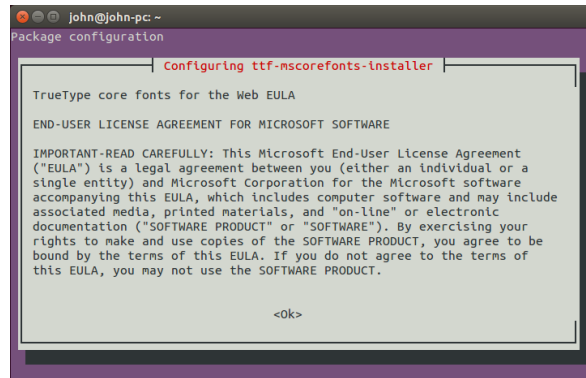 john@john-pc: ~
Package configuration
Configuring ttf-mscorefonts-installer
TrueType core fonts for the Web EULA
END-USER LICENSE AGREEMENT FOR MICROSOFT SOFTWARE
IMPORTANT-READ CAREFULLY: This Microsoft End-User License Agreement
("EULA") is a legal agreement between you (either an individual or a
single entity) and Microsoft Corporation for the Microsoft software
accompanying this EULA, which includes computer software and may include
associated media, printed materials, and "on-line" or electronic
documentation ("SOFTWARE PRODUCT" or "SOFTWARE"). By exercising your
rights to make and use copies of the SOFTWARE PRODUCT, you agree to be
bound by the terms of this EULA. If you do not agree to the terms of
this EULA, you may not use the SOFTWARE PRODUCT.
<Ok>